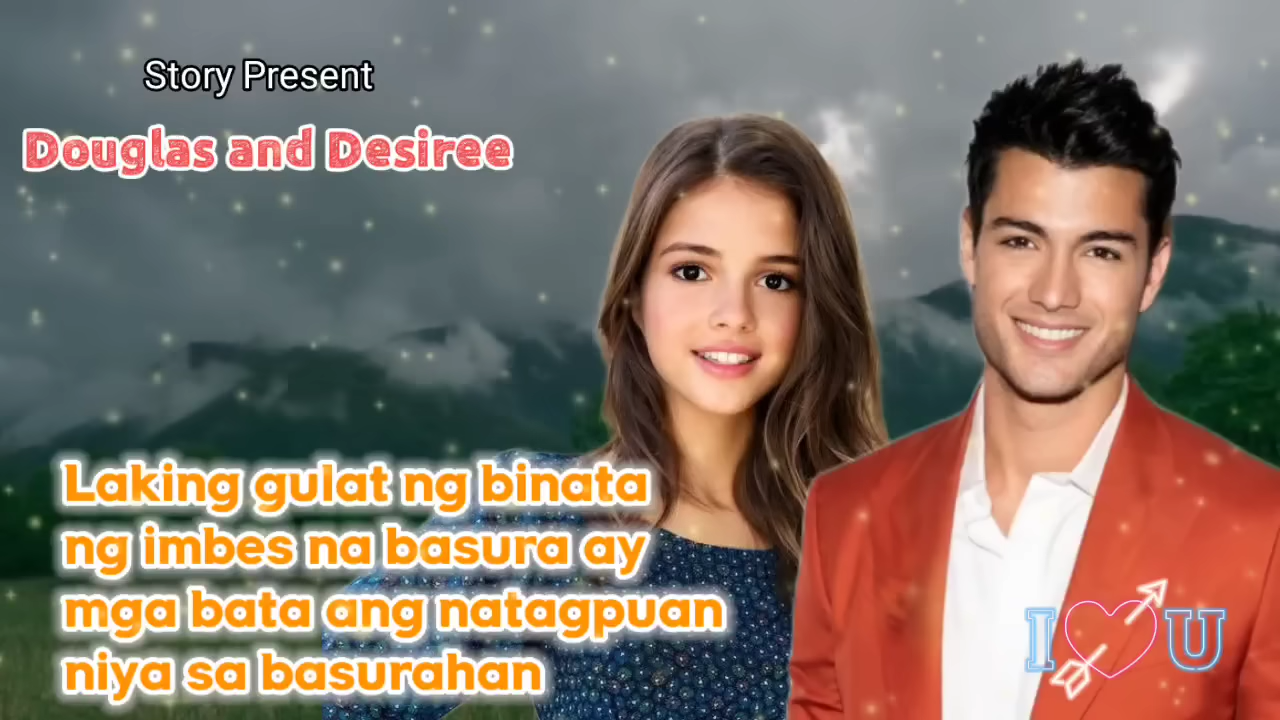 Story Present
Douglas and Desiree
Laking gulat ng binata
ng imbes na basura ay
mga bata ang natagpuan
niya sa basurahan
I U